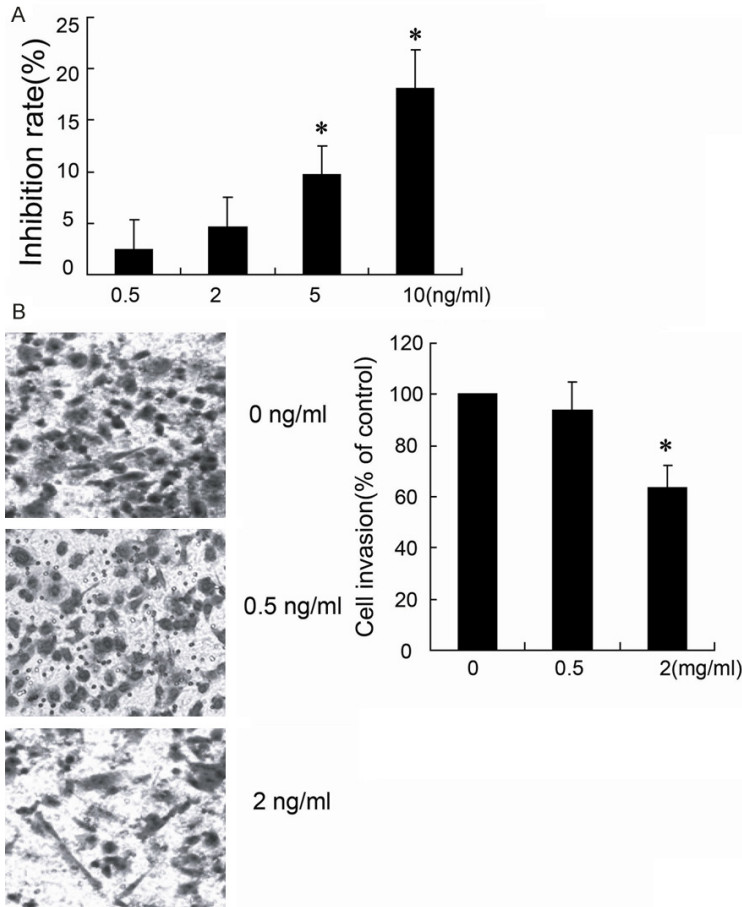 A
Inhibition rate(%)
25
20
15
10
5
0
*
*
0.5 2 5 10(ng/ml)
B
0 ng/ml
0.5 ng/ml
2 ng/ml
Cell invasion(% of control)
120
100
80
60
40
20
0
*
0 0.5 2(mg/ml)